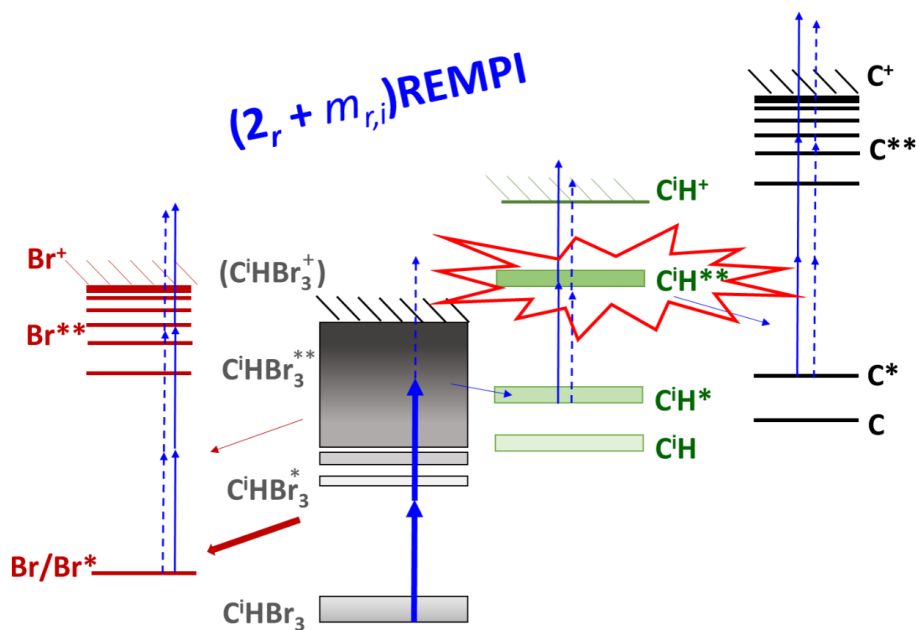 (2r + mr,i)REMPI
Br+
Br**
Br/Br*
(CiHBr3+)
CiHBr3**
CiHBr3*
CiHBr3
CiH+
CiH**
CiH*
CiH
C+
C**
C*
C